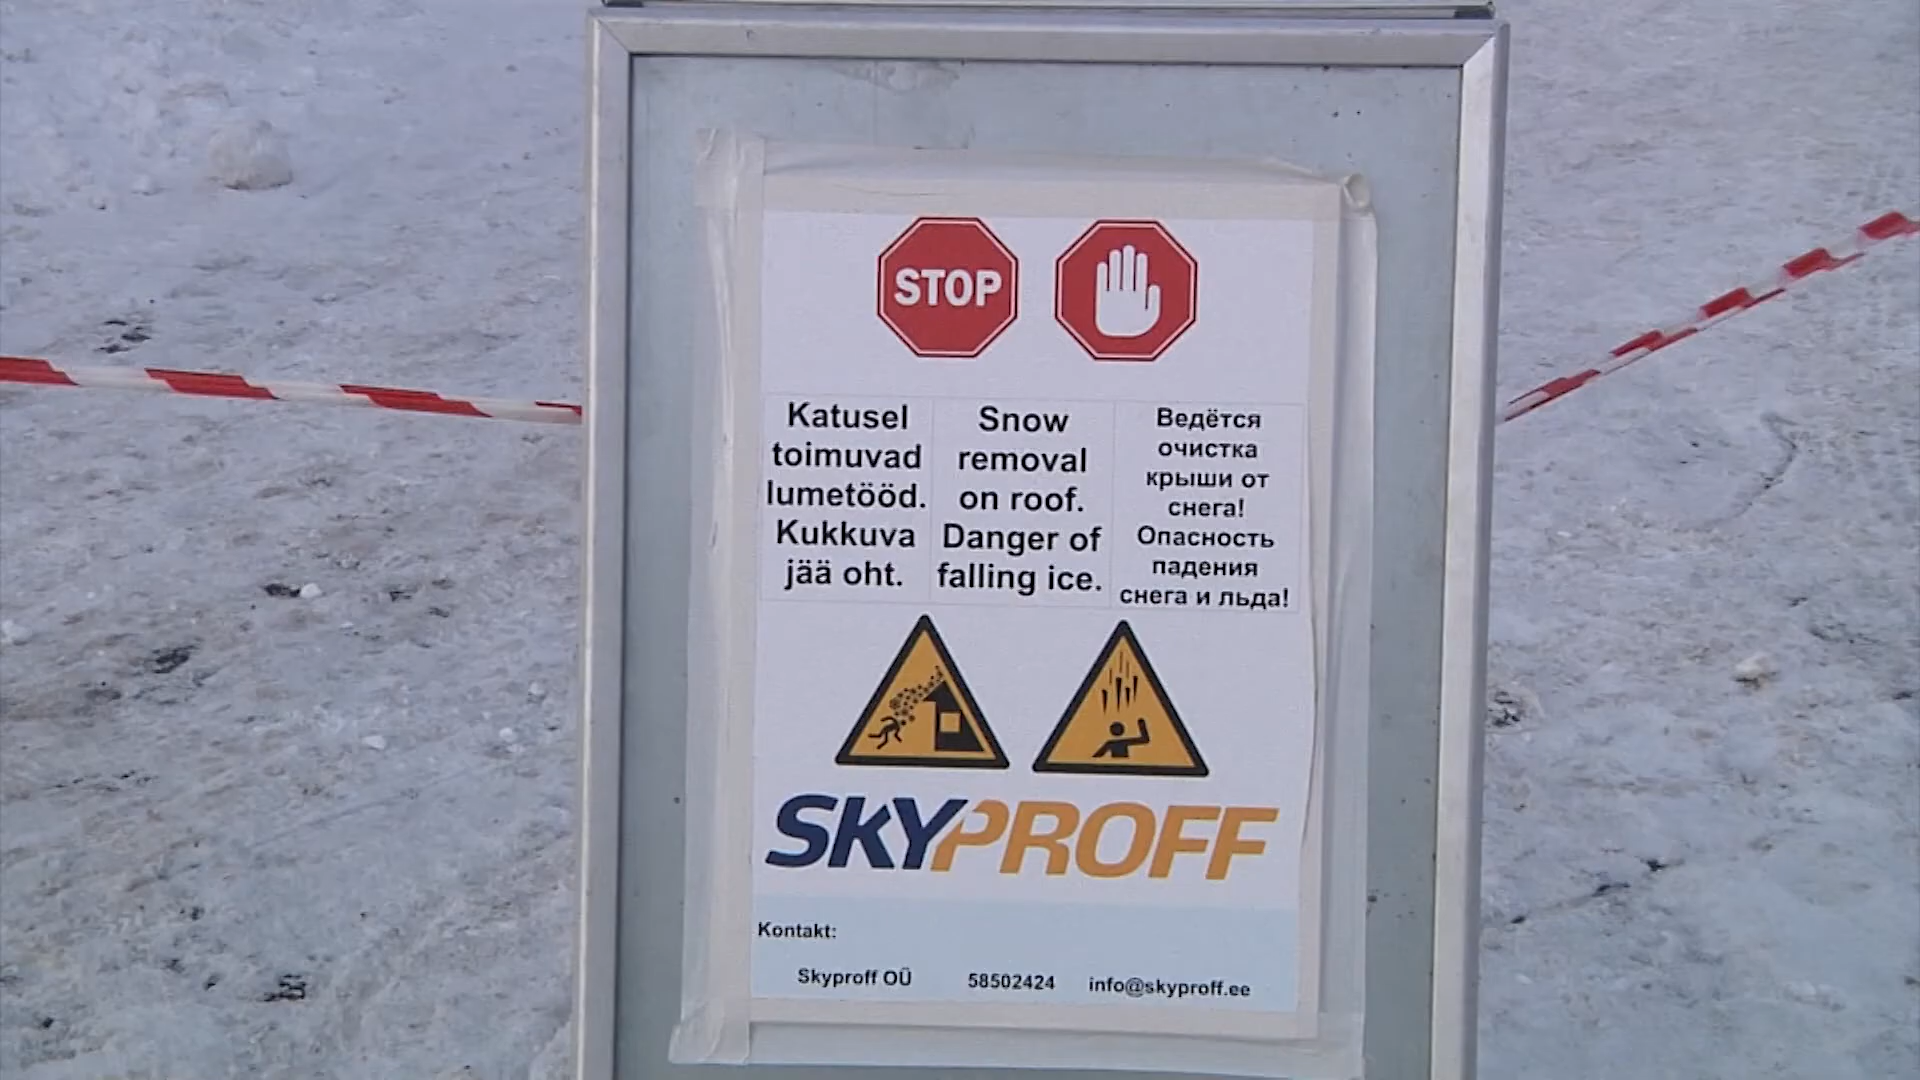 STOP
Katusel
toimuvad
lumetööd.
Kukkuva
jää oht.
Snow
removal
on roof.
Danger of
falling ice.
Ведётся
очистка
крыши от
снега!
Опасность
падения
снега и льда!
SKYPROFF
Kontakt:
Skyproff OÜ 58502424 info@skyproff.ee